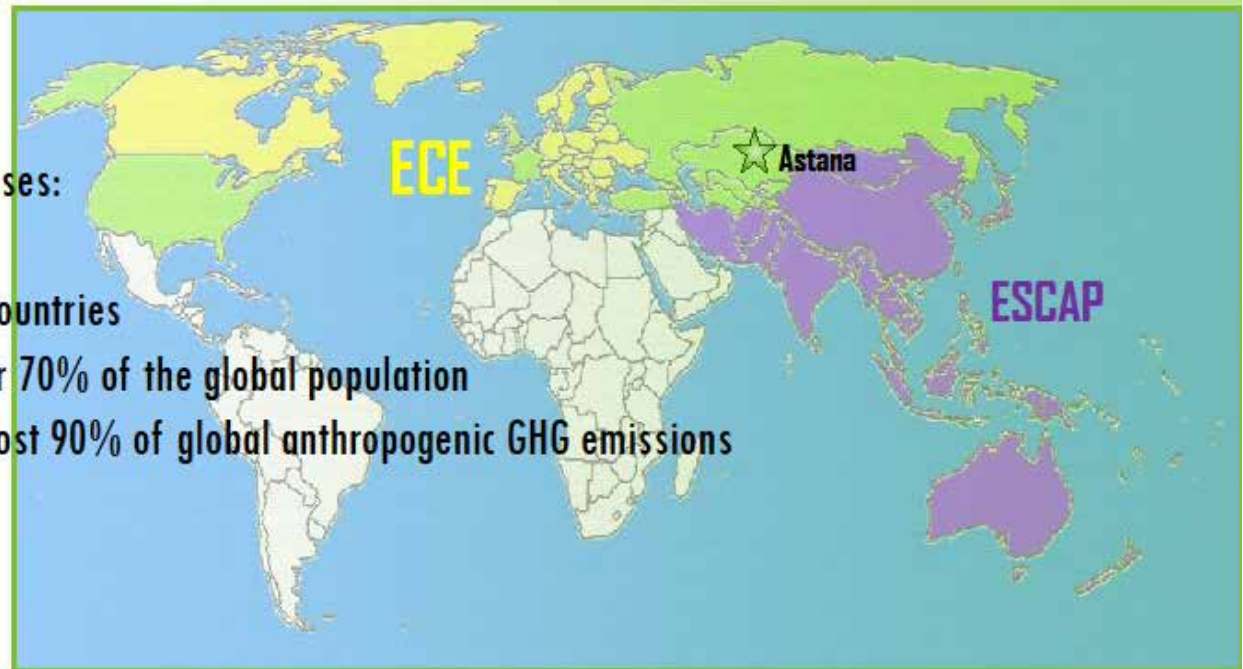 ECE
Astana
ses:
ESCAP
ountries
r 70% of the global population
ost 90% of global anthropogenic GHG emissions